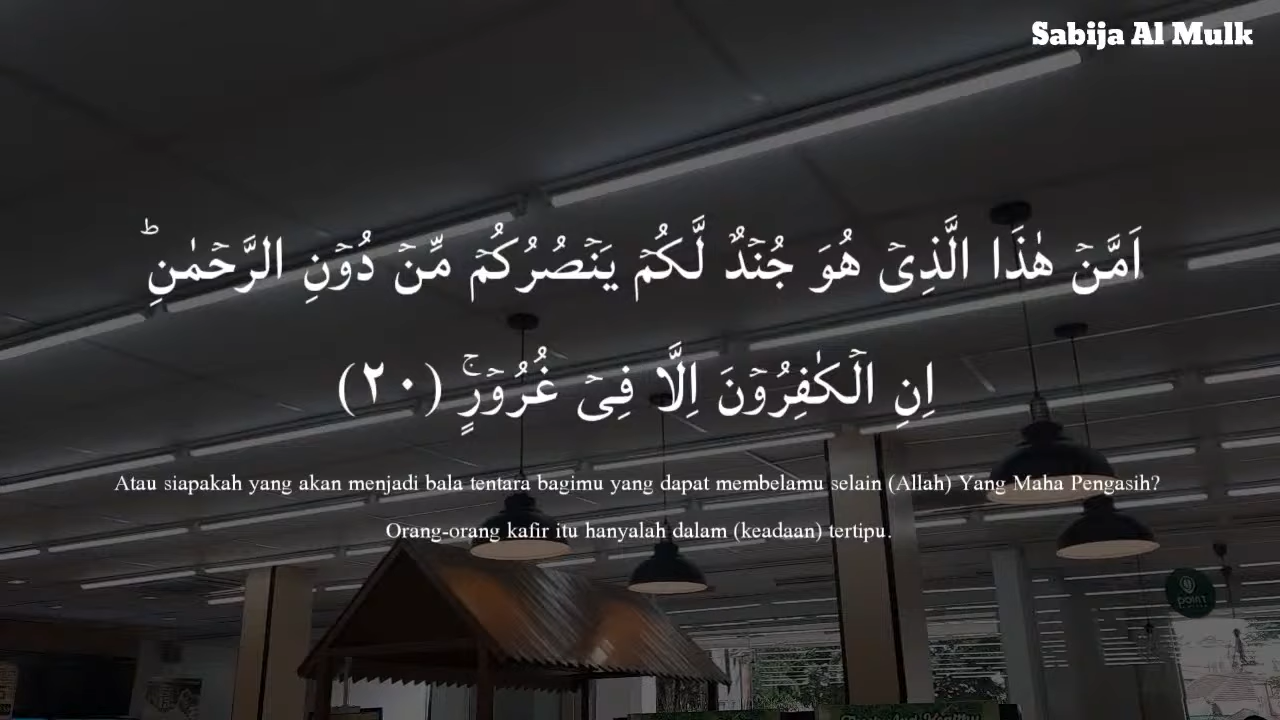 Sabija Al Mulk
اَمَّنۡ هٰذَا الَّذِىۡ هُوَ جُنۡدٌ لَّكُمۡ يَنۡصُرُكُمۡ مِّنۡ دُوۡنِ الرَّحۡمٰنِ‌ؕ
اِنِ الۡكٰفِرُوۡنَ اِلَّا فِىۡ غُرُوۡرٍ‌ۚ (٢٠)
Atau siapakah yang akan menjadi bala tentara bagimu yang dapat membelamu selain (Allah) Yang Maha Pengasih?
Orang-orang kafir itu hanyalah dalam (keadaan) tertipu.